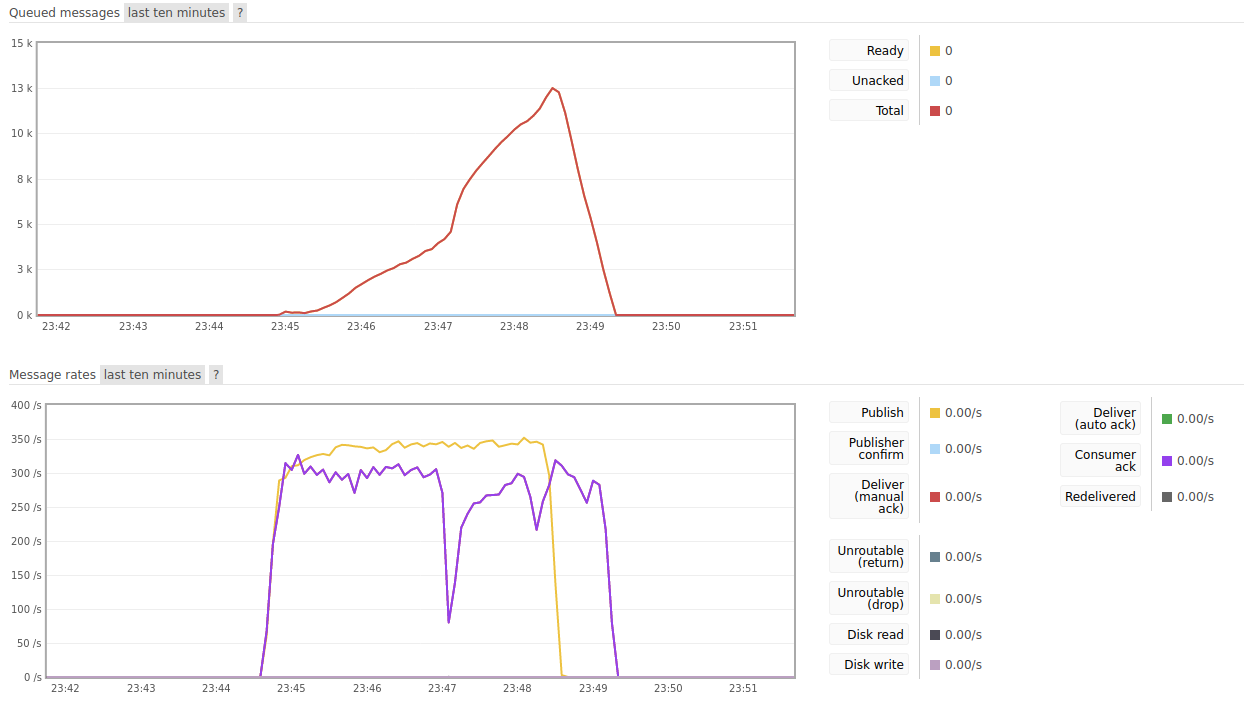 Queued messages last ten minutes ?
15 k
13 k
10 k
8 k
5 k
3 k
0 k
23:42 23:43 23:44 23:45 23:46 23:47 23:48 23:49 23:50 23:51
Ready 0
Unacked 0
Total 0
Message rates last ten minutes ?
400 /s
350 /s
300 /s
250 /s
200 /s
150 /s
100 /s
50 /s
0 /s
23:42 23:43 23:44 23:45 23:46 23:47 23:48 23:49 23:50 23:51
Publish 0.00/s
Publisher
confirm 0.00/s
Deliver
(manual
ack) 0.00/s
Unroutable
(return) 0.00/s
Unroutable
(drop) 0.00/s
Disk read 0.00/s
Disk write 0.00/s
Deliver
(auto ack) 0.00/s
Consumer
ack 0.00/s
Redelivered 0.00/s